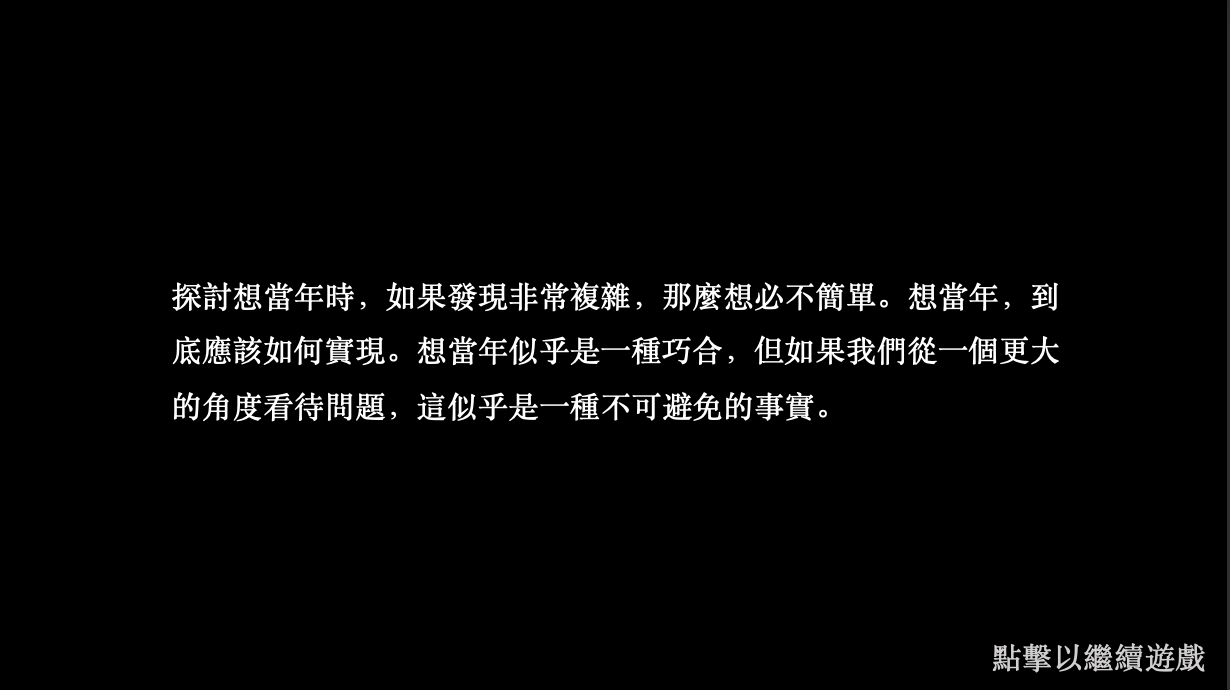 探討想當年時，如果發現非常複雜，那麼想必不簡單。想當年，到
底應該如何實現。想當年似乎是一種巧合，但如果我們從一個更大
的角度看待問題，這似乎是一種不可避免的事實。
點擊以繼續遊戲